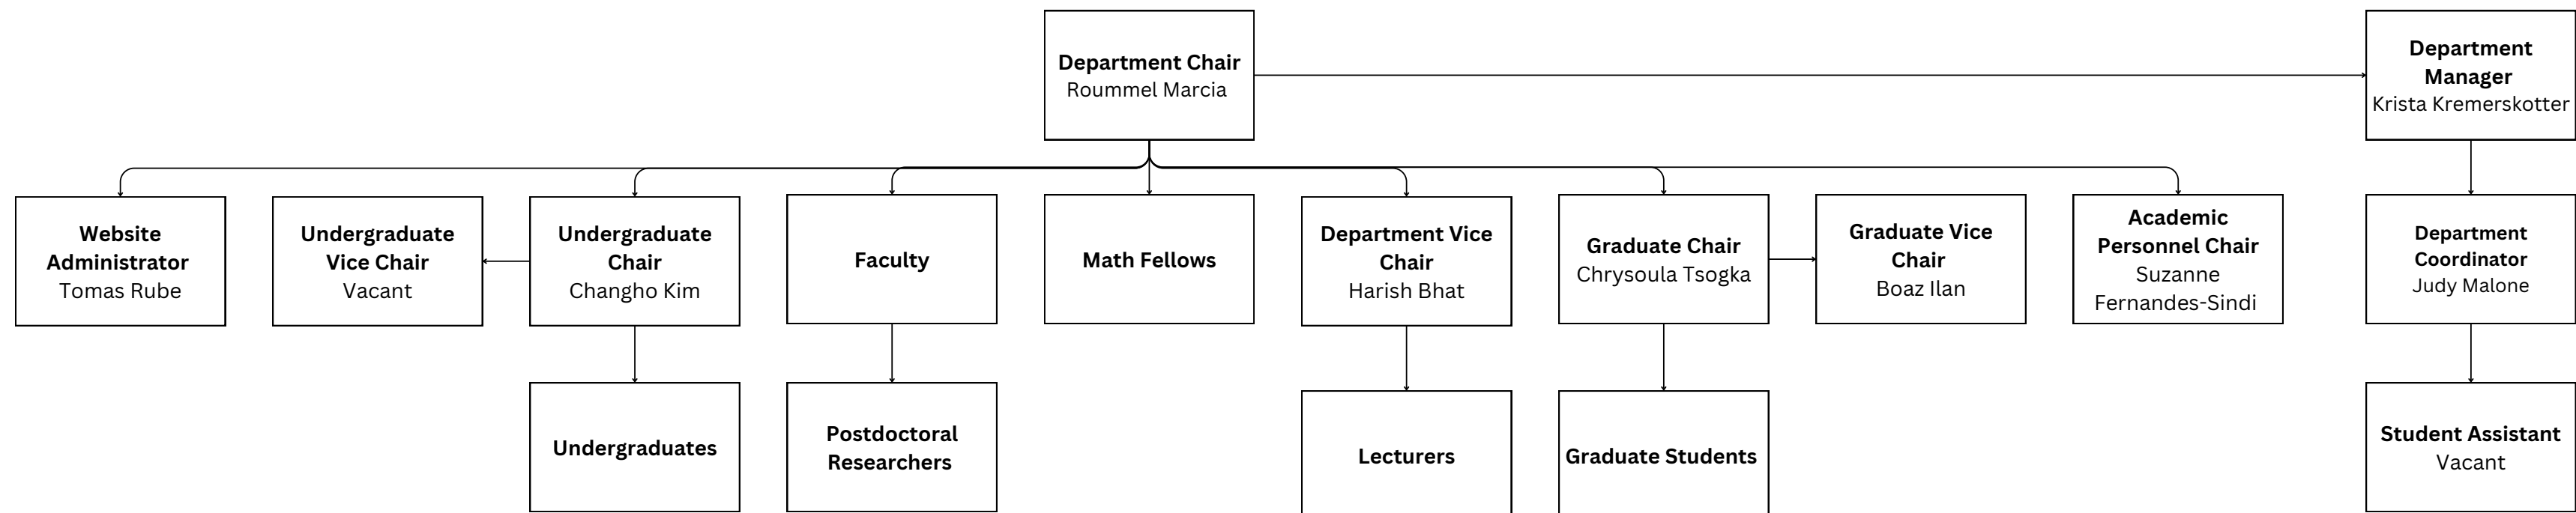 Department Chair
Roummel Marcia
Department
Manager
Krista Kremerskotter
Website
Administrator
Tomas Rube
Undergraduate
Vice Chair
Vacant
Undergraduate
Chair
Changho Kim
Faculty
Math Fellows
Department Vice
Chair
Harish Bhat
Graduate Chair
Chrysoula Tsogka
Graduate Vice
Chair
Boaz Ilan
Academic
Personnel Chair
Suzanne
Fernandes-Sindi
Department
Coordinator
Judy Malone
Undergraduates
Postdoctoral
Researchers
Lecturers
Graduate Students
Student Assistant
Vacant